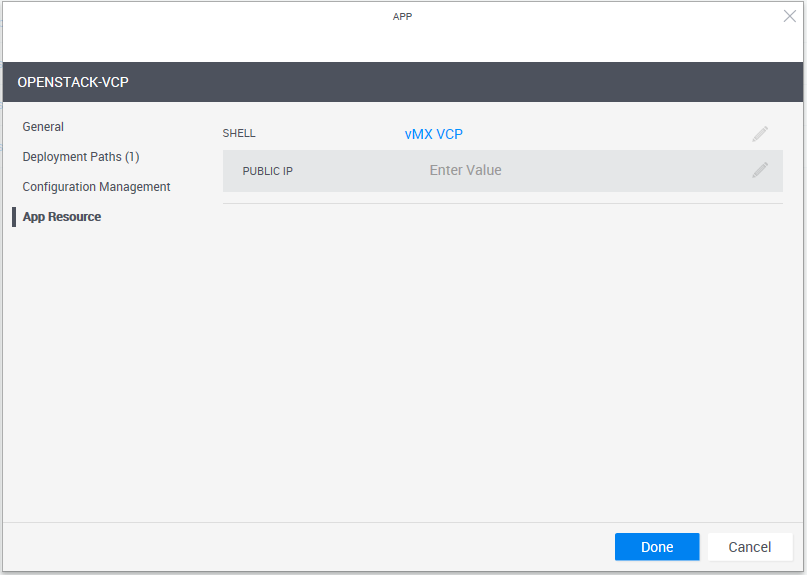 APP
OPENSTACK-VCP
General
Deployment Paths (1)
Configuration Management
App Resource
SHELL vMX VCP
PUBLIC IP Enter Value
Done Cancel